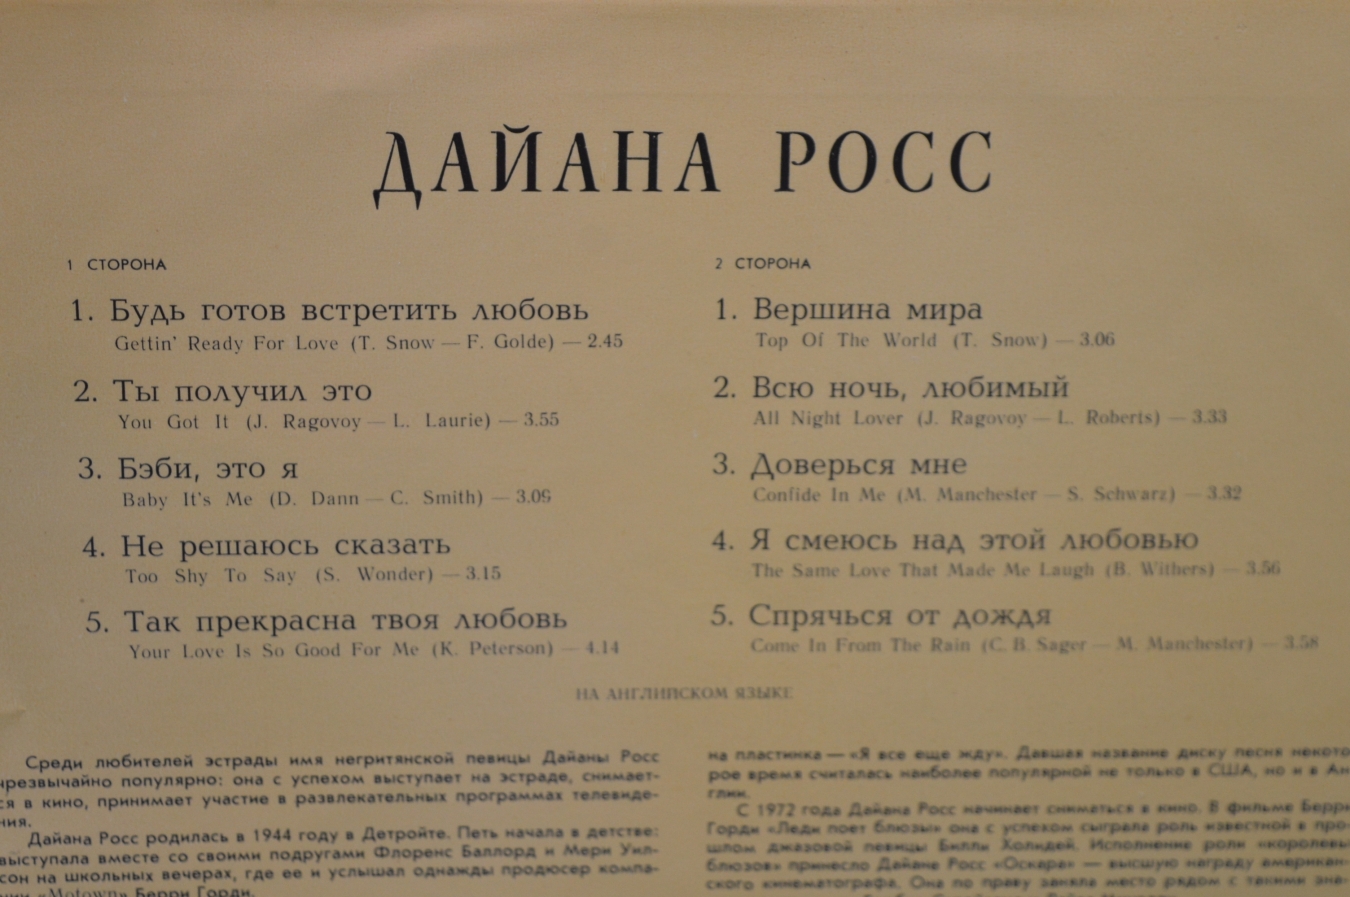 ДАЙАНА РОСС
1 СТОРОНА
1. Будь готов встретить любовь
Gettin' Ready For Love (T. Snow — F. Golde) — 2.45
2. Ты получил это
You Got It (J. Ragovoy — L. Laurie) — 3.55
3. Бэби, это я
Baby It's Me (D. Dann — C. Smith) — 3.09
4. Не решаюсь сказать
Too Shy To Say (S. Wonder) — 3.15
5. Так прекрасна твоя любовь
Your Love Is So Good For Me (K. Peterson) — 4.14
2 СТОРОНА
1. Вершина мира
Top Of The World (T. Snow) — 3.06
2. Всю ночь, любимый
All Night Lover (J. Ragovoy — L. Roberts) — 3.33
3. Доверься мне
Confide In Me (M. Manchester — S. Schwarz) — 3.32
4. Я смеюсь над этой любовью
The Same Love That Made Me Laugh (B. Withers) — 3.56
5. Спрячься от дождя
Come In From The Rain (C. B. Sager — M. Manchester) — 3.58
НА АНГЛИЙСКОМ ЯЗЫКЕ
Среди любителей эстрады имя негритянской певицы Дайаны Росс
чрезвычайно популярно: она с успехом выступает на эстраде, снимает-
ся в кино, принимает участие в развлекательных программах телевиде-
ния.
Дайана Росс родилась в 1944 году в Детройте. Петь начала в детстве:
выступала вместе со своими подругами Флоренс Баллорд и Мери Уил-
сон на школьных вечерах, где ее и услышал однажды продюсер компа-
нии «Motown» Берри Горди.
на пластинка — «Я все еще жду». Давшая название диску песня некото
рое время считалась наиболее популярной не только в США, но и в Ан
глии.
С 1972 года Дайана Росс начинает сниматься в кино. В фильме Берри
Горди «Леди поет блюзы» она с успехом сыграла роль известной в про-
шлом джазовой певицы Билли Холидей. Исполнение роли «королевы
блюзов» принесло Дайане Росс «Оскара» — высшую награду американ-
ского кинематографа. Она по праву заняла место рядом с такими